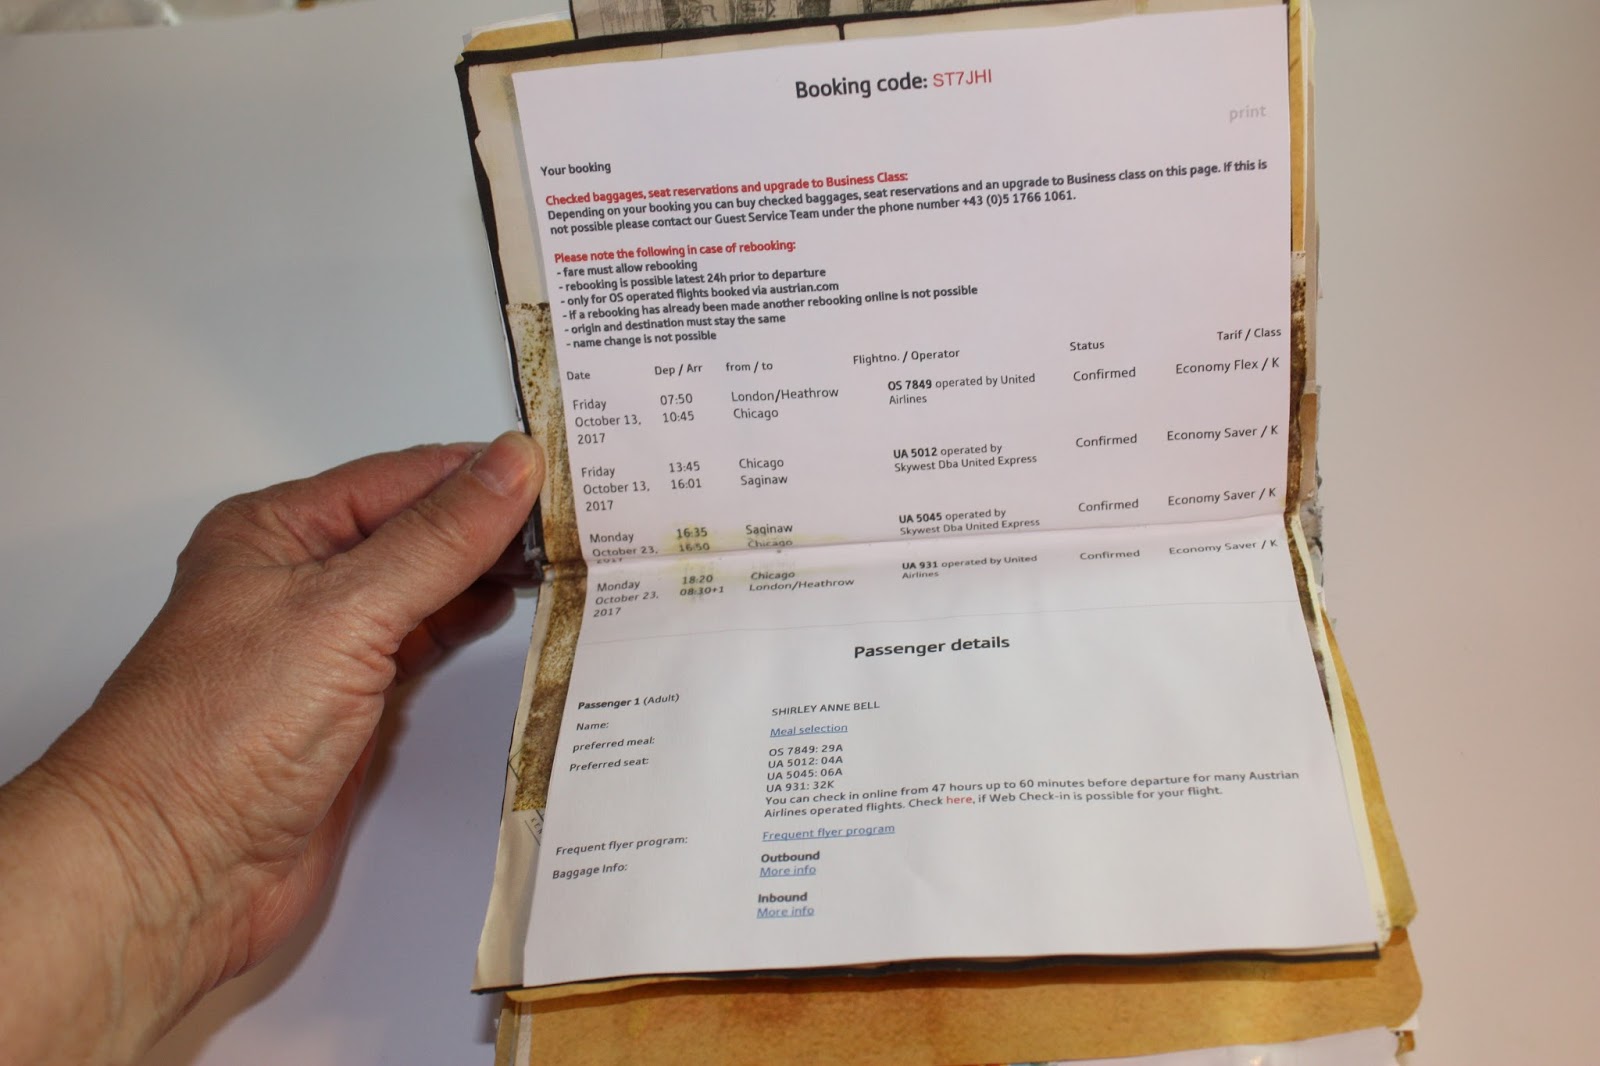 Booking code: ST7JHI
print
Your booking
Checked baggages, seat reservations and upgrade to Business Class:
Depending on your booking you can buy checked baggages, seat reservations and an upgrade to Business class on this page. If this is
not possible please contact our Guest Service Team under the phone number +43 (0)5 1766 1061.
Please note the following in case of rebooking:
- fare must allow rebooking
- rebooking is possible latest 24h prior to departure
- only for OS operated flights booked via austrian.com
- if a rebooking has already been made another rebooking online is not possible
- origin and destination must stay the same
- name change is not possible
Date Dep / Arr from / to Flightno. / Operator Status Tarif / Class
Friday 07:50 London/Heathrow OS 7849 operated by United Confirmed Economy Flex / K
October 13, 10:45 Chicago Airlines
2017
Friday 13:45 Chicago UA 5012 operated by Confirmed Economy Saver / K
October 13, 16:01 Saginaw Skywest Dba United Express
2017
Monday 16:35 Saginaw UA 5045 operated by Confirmed Economy Saver / K
October 23, 16:50 Chicago Skywest Dba United Express
2017
Monday 18:20 Chicago UA 931 operated by United Confirmed Economy Saver / K
October 23, 08:10+1 London/Heathrow Airlines
2017
Passenger details
Passenger 1 (Adult)
Name: SHIRLEY ANNE BELL
preferred meal: Meal selection
Preferred seat: OS 7849: 29A
UA 5012: 04A
UA 5045: 06A
UA 931: 32K
You can check in online from 47 hours up to 60 minutes before departure for many Austrian
Airlines operated flights. Check here, if Web Check-in is possible for your flight.
Frequent flyer program: Frequent flyer program
Baggage Info: Outbound
More info
Inbound
More info